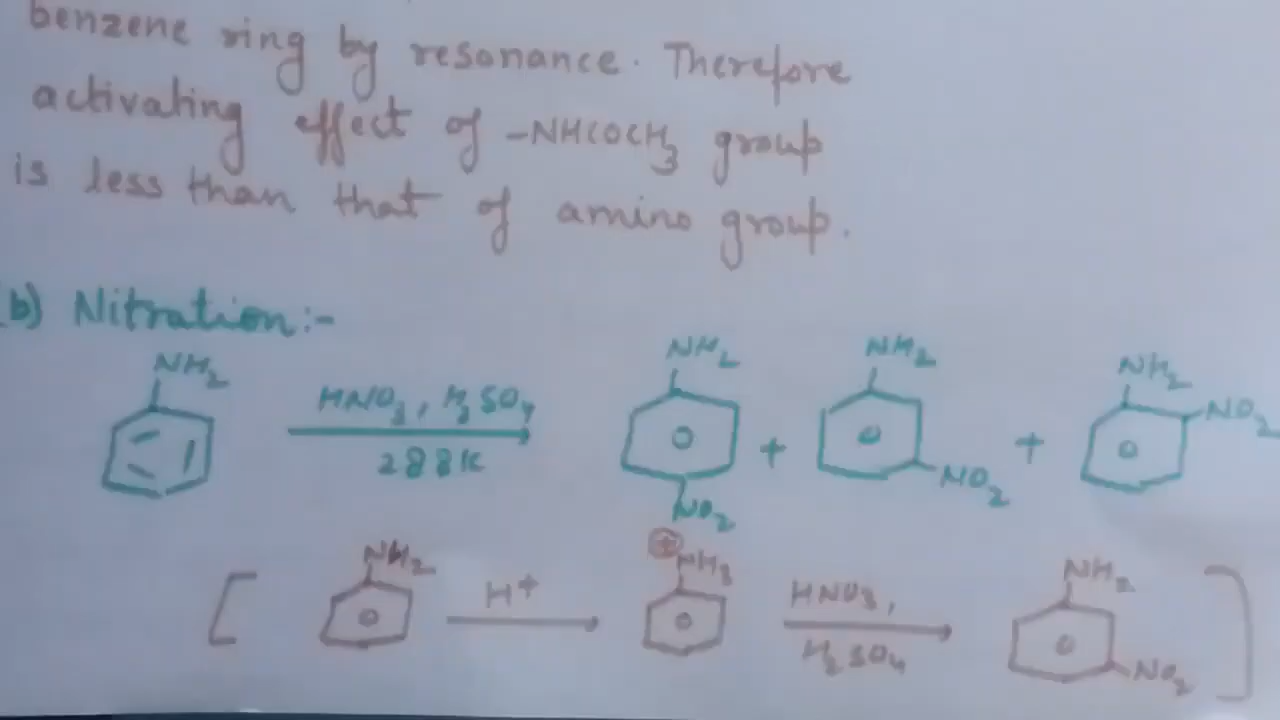 benzene ring by resonance. Therefore
activating effect of -NHCOCH3 group
is less than that of amino group.
(b) Nitration:-
NH2 HNO3, H2SO4 288K NH2 NO2 + NH2 NO2 + NH2 NO2
[ NH2 H+ ⊕ NH3 HNO3, H2SO4 NH2 NO2 ]